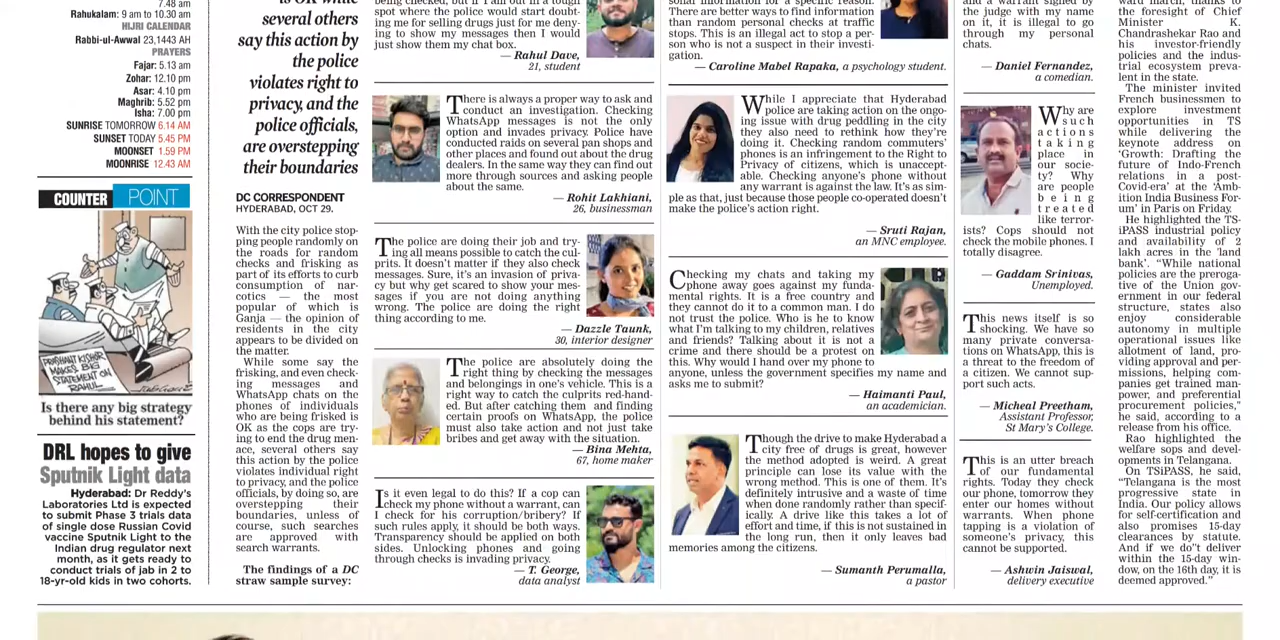 7.48 am
Rahukalam: 9 am to 10.30 am
HIJRI CALENDAR
Rabbi-ul-Awwal 23,1443 AH
PRAYERS
Fajar: 5.13 am
Zohar: 12.10 pm
Asar: 4.10 pm
Maghrib: 5.52 pm
Isha: 7.00 pm
SUNRISE TOMORROW 6.14 AM
SUNSET TODAY 5.45 PM
MOONSET 1.59 PM
MOONRISE 12.43 AM
COUNTER POINT
PRASHANT KISHOR
MAKES BIG
STATEMENT ON
RAHUL
Is there any big strategy
behind his statement?
DRL hopes to give
Sputnik Light data
Hyderabad: Dr Reddy's
Laboratories Ltd is expected
to submit Phase 3 trials data
of single dose Russian Covid
vaccine Sputnik Light to the
Indian drug regulator next
month, as it gets ready to
conduct trials of jab in 2 to
18-yr-old kids in two cohorts.
is OK while
several others
say this action by
the police
violates right to
privacy, and the
police officials,
are overstepping
their boundaries
DC CORRESPONDENT
HYDERABAD, OCT 29.
With the city police stop-
ping people randomly on
the roads for random
checks and frisking as
part of its efforts to curb
consumption of nar-
cotics — the most
popular of which is
Ganja — the opinion of
residents in the city
appears to be divided on
the matter.
While some say the
frisking, and even check-
ing messages and
WhatsApp chats on the
phones of individuals
who are being frisked is
OK as the cops are try-
ing to end the drug men-
ace, several others say
this action by the police
violates individual right
to privacy, and the police
officials, by doing so, are
overstepping their
boundaries, unless of
course, such searches
are approved with
search warrants.
The findings of a DC
straw sample survey:
being checked, but if I am out in a tough
spot where the police would start doubt-
ing me for selling drugs just for me deny-
ing to show my messages then I would
just show them my chat box.
— Rahul Dave,
21, student
There is always a proper way to ask and
conduct an investigation. Checking
WhatsApp messages is not the only
option and invades privacy. Police have
conducted raids on several pan shops and
other places and found out about the drug
dealers. In the same way they can find out
more through sources and asking people
about the same.
— Rohit Lakhiani,
26, businessman
The police are doing their job and try-
ing all means possible to catch the cul-
prits. It doesn't matter if they also check
messages. Sure, it's an invasion of priva-
cy but why get scared to show your mes-
sages if you are not doing anything
wrong. The police are doing the right
thing according to me.
— Dazzle Taunk,
30, interior designer
The police are absolutely doing the
right thing by checking the messages
and belongings in one's vehicle. This is a
right way to catch the culprits red-hand-
ed. But after catching them and finding
certain proofs on WhatsApp, the police
must also take action and not just take
bribes and get away with the situation.
— Bina Mehta,
67, home maker
Is it even legal to do this? If a cop can
check my phone without a warrant, can
I check for his corruption/bribery? If
such rules apply, it should be both ways.
Transparency should be applied on both
sides. Unlocking phones and going
through checks is invading privacy.
— T. George,
data analyst
sonal information for a specific reason.
There are better ways to find information
than random personal checks at traffic
stops. This is an illegal act to stop a per-
son who is not a suspect in their investi-
gation.
— Caroline Mabel Rapaka, a psychology student.
While I appreciate that Hyderabad
police are taking action on the ongo-
ing issue with drug peddling in the city
they also need to rethink how they're
doing it. Checking random commuters'
phones is an infringement to the Right to
Privacy of citizens, which is unaccept-
able. Checking anyone's phone without
any warrant is against the law. It's as sim-
ple as that, just because those people co-operated doesn't
make the police's action right.
— Sruti Rajan,
an MNC employee.
Checking my chats and taking my
phone away goes against my funda-
mental rights. It is a free country and
they cannot do it to a common man. I do
not trust the police. Who is he to know
what I'm talking to my children, relatives
and friends? Talking about it is not a
crime and there should be a protest on
this. Why would I hand over my phone to
anyone, unless the government specifies my name and
asks me to submit?
— Haimanti Paul,
an academician.
Though the drive to make Hyderabad a
city free of drugs is great, however
the method adopted is weird. A great
principle can lose its value with the
wrong method. This is one of them. It's
definitely intrusive and a waste of time
when done randomly rather than specif-
ically. A drive like this takes a lot of
effort and time, if this is not sustained in
the long run, then it only leaves bad
memories among the citizens.
— Sumanth Perumalla,
a pastor
and a warrant signed by
the judge with my name
on it, it is illegal to go
through my personal
chats.
— Daniel Fernandez,
a comedian.
Why are
such
actions
taking
place in
our socie-
ty? Why
are people
being
treated
like terror-
ists? Cops should not
check the mobile phones. I
totally disagree.
— Gaddam Srinivas,
Unemployed.
This news itself is so
shocking. We have so
many private conversa-
tions on WhatsApp, this is
a threat to the freedom of
a citizen. We cannot sup-
port such acts.
— Micheal Preetham,
Assistant Professor,
St Mary's College.
This is an utter breach
of our fundamental
rights. Today they check
our phone, tomorrow they
enter our homes without
warrants. When phone
tapping is a violation of
someone's privacy, this
cannot be supported.
— Ashwin Jaiswal,
delivery executive
ward march, thanks to
the foresight of Chief
Minister K.
Chandrashekar Rao and
his investor-friendly
policies and the indus-
trial ecosystem preva-
lent in the state.
The minister invited
French businessmen to
explore investment
opportunities in TS
while delivering the
keynote address on
'Growth: Drafting the
future of Indo-French
relations in a post-
Covid-era' at the 'Amb-
ition India Business For-
um' in Paris on Friday.
He highlighted the TS-
iPASS industrial policy
and availability of 2
lakh acres in the 'land
bank'. "While national
policies are the preroga-
tive of the Union gov-
ernment in our federal
structure, states also
enjoy considerable
autonomy in multiple
operational issues like
allotment of land, pro-
viding approval and per-
missions, helping com-
panies get trained man-
power, and preferential
procurement policies,"
he said, according to a
release from his office.
Rao highlighted the
welfare sops and devel-
opments in Telangana.
On TSiPASS, he said,
"Telangana is the most
progressive state in
India. Our policy allows
for self-certification and
also promises 15-day
clearances by statute.
And if we do"t deliver
within the 15-day win-
dow, on the 16th day, it is
deemed approved."